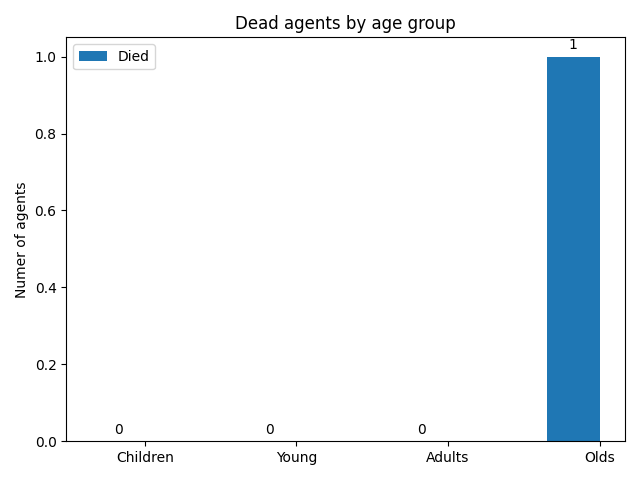 Dead agents by age group
Died
1
1.0
0.8
0.6
0.4
0.2
0.0
Numer of agents
0
0
0
Children
Young
Adults
Olds